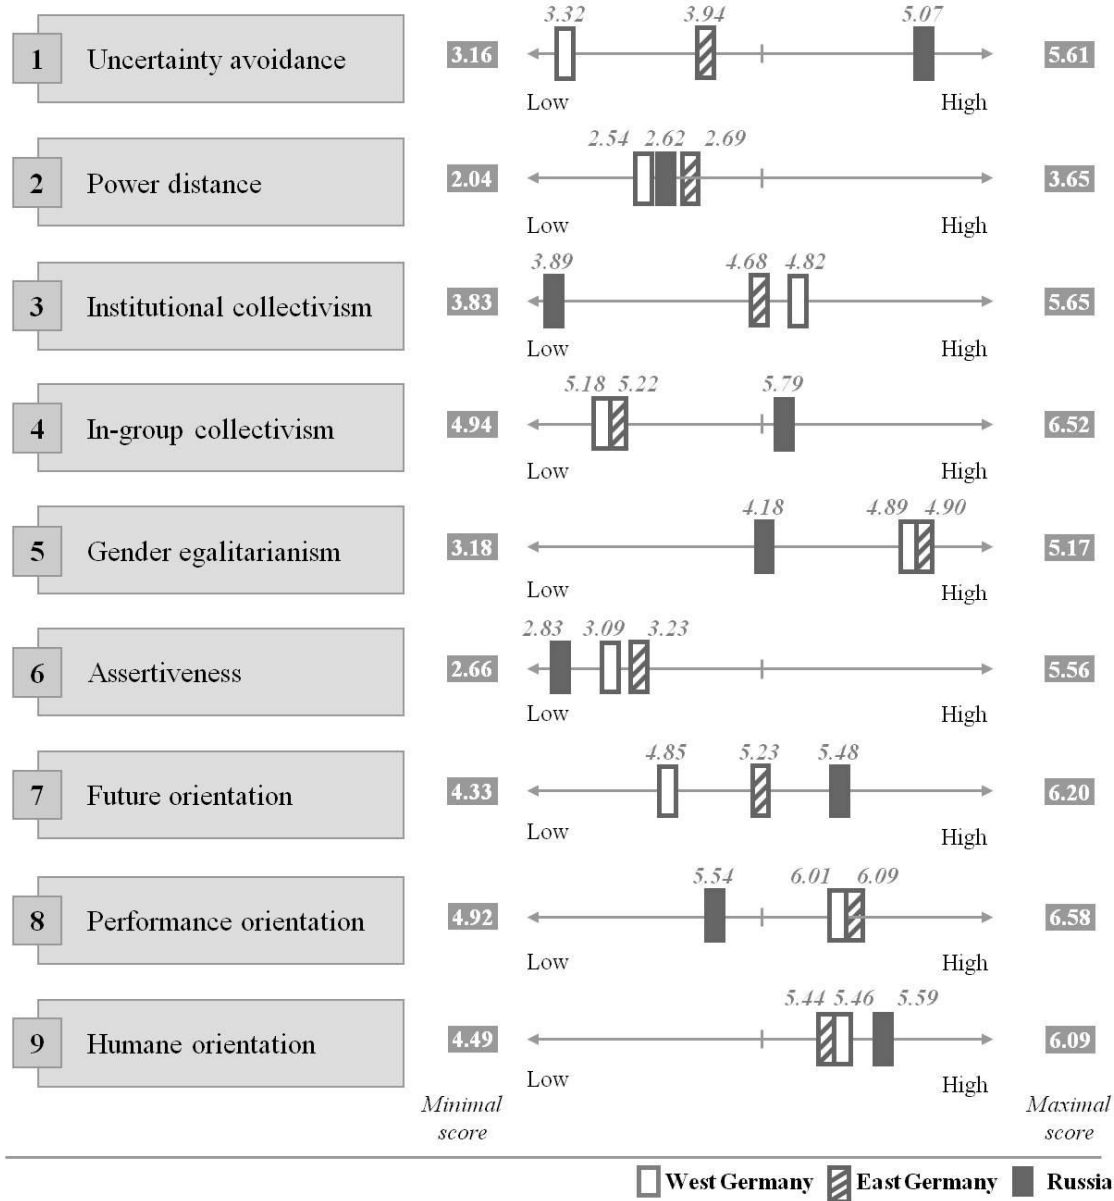 3.32 3.94 5.07
1 Uncertainty avoidance 3.16 5.61
Low High
2.54 2.62 2.69
2 Power distance 2.04 3.65
Low High
3.89 4.68 4.82
3 Institutional collectivism 3.83 5.65
Low High
5.18 5.22 5.79
4 In-group collectivism 4.94 6.52
Low High
4.18 4.89 4.90
5 Gender egalitarianism 3.18 5.17
Low High
2.83 3.09 3.23
6 Assertiveness 2.66 5.56
Low High
4.85 5.23 5.48
7 Future orientation 4.33 6.20
Low High
5.54 6.01 6.09
8 Performance orientation 4.92 6.58
Low High
5.44 5.46 5.59
9 Humane orientation 4.49 6.09
Low High
Minimal Maximal
score score
West Germany East Germany Russia